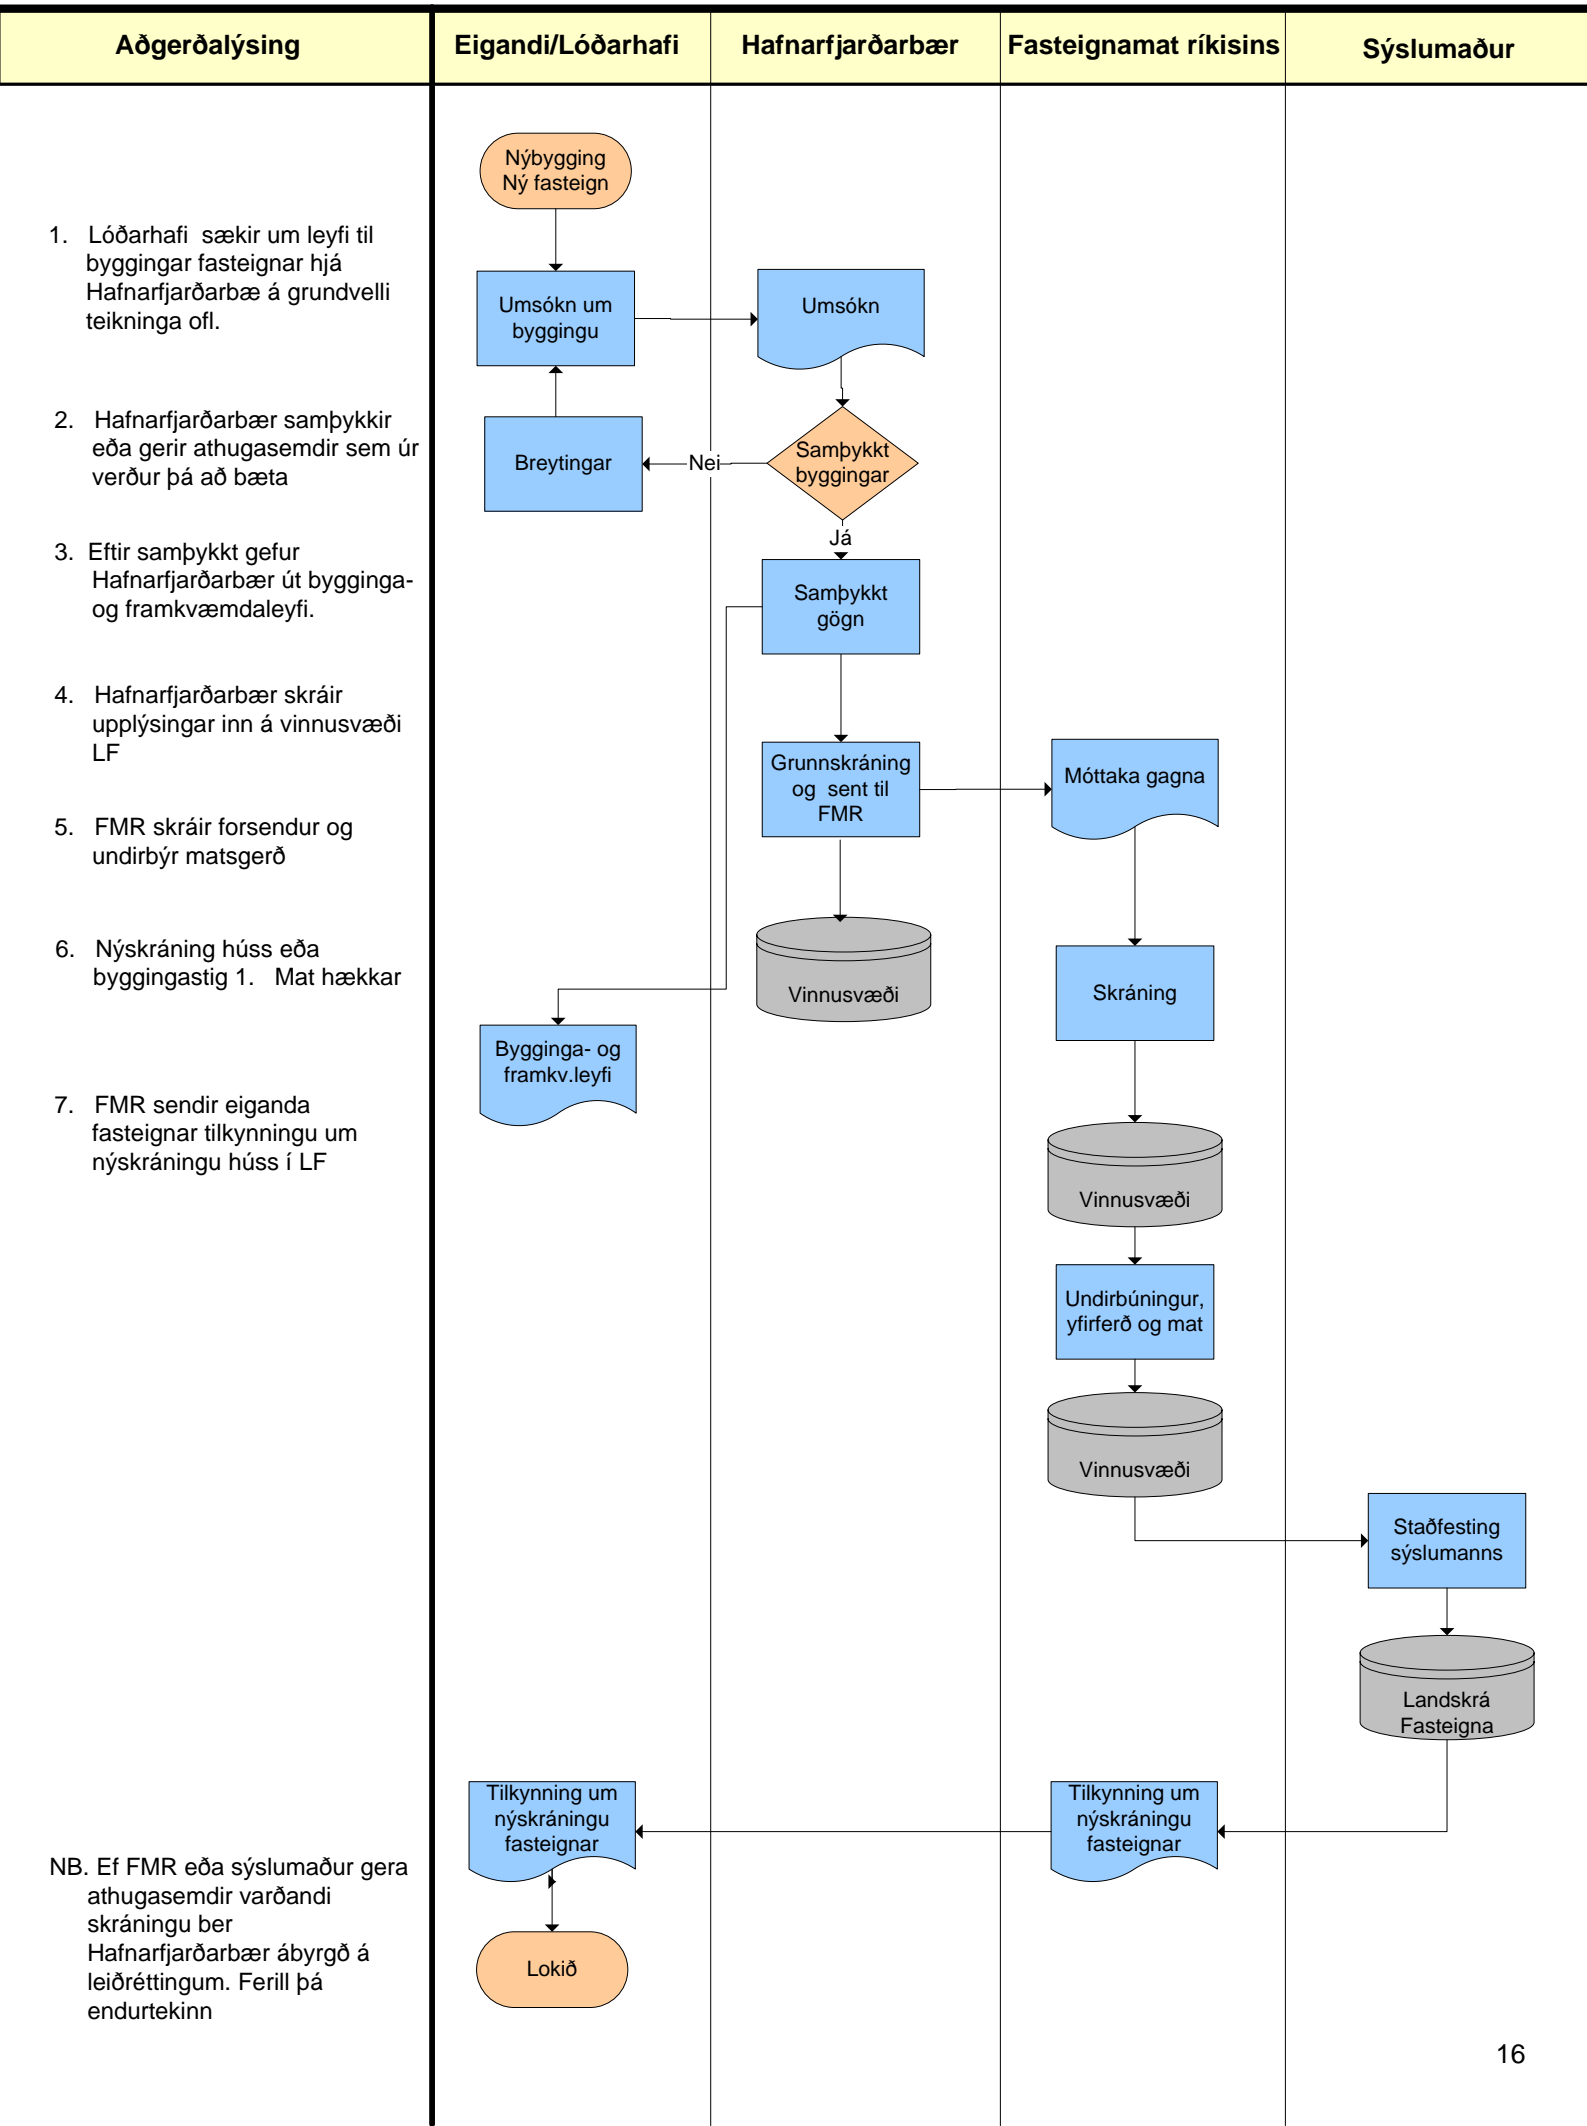 Aðgerðalýsing
Eigandi/Lóðarhafi
Hafnarfjarðarbær
Fasteignamat ríkisins
Sýslumaður
1. Lóðarhafi sækir um leyfi til
byggingar fasteignar hjá
Hafnarfjarðarbæ á grundvelli
teikninga ofl.
2. Hafnarfjarðarbær samþykkir
eða gerir athugasemdir sem úr
verður þá að bæta
3. Eftir samþykkt gefur
Hafnarfjarðarbær út bygginga-
og framkvæmdaleyfi.
4. Hafnarfjarðarbær skráir
upplýsingar inn á vinnusvæði
LF
5. FMR skráir forsendur og
undirbýr matsgerð
6. Nýskráning húss eða
byggingastig 1. Mat hækkar
7. FMR sendir eiganda
fasteignar tilkynningu um
nýskráningu húss í LF
NB. Ef FMR eða sýslumaður gera
athugasemdir varðandi
skráningu ber
Hafnarfjarðarbær ábyrgð á
leiðréttingum. Ferill þá
endurtekinn
Nýbygging
Ný fasteign
Umsókn um
byggingu
Umsókn
Breytingar
Nei
Samþykkt
byggingar
Já
Samþykkt
gögn
Grunnskráning
og sent til
FMR
Móttaka gagna
Vinnusvæði
Skráning
Bygginga- og
framkv.leyfi
Vinnusvæði
Undirbúningur,
yfirferð og mat
Vinnusvæði
Staðfesting
sýslumanns
Landskrá
Fasteigna
Tilkynning um
nýskráningu
fasteignar
Tilkynning um
nýskráningu
fasteignar
Lokið
16